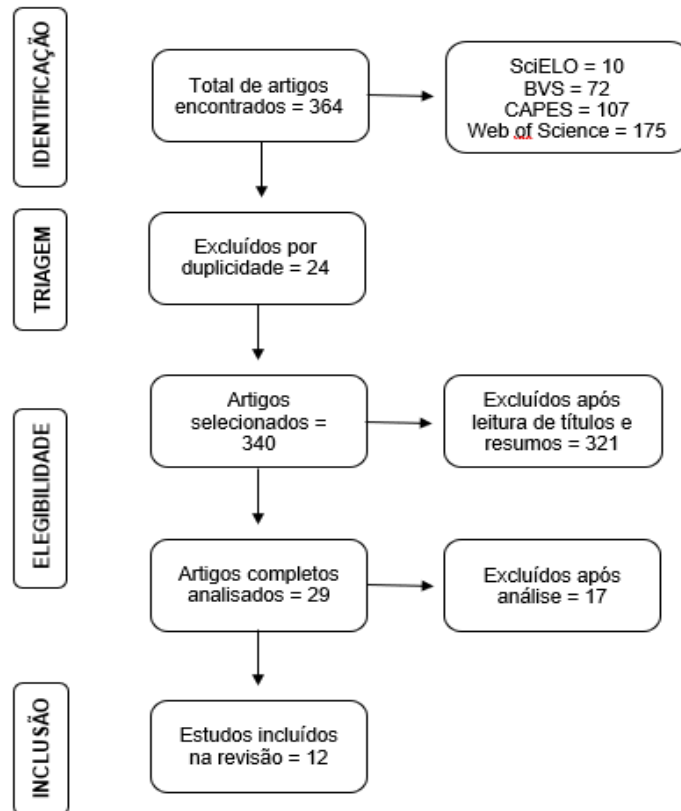 IDENTIFICAÇÃO
Total de artigos
encontrados = 364
SciELO = 10
BVS = 72
CAPES = 107
Web of Science = 175
TRIAGEM
Excluídos por
duplicidade = 24
ELEGIBILIDADE
Artigos
selecionados =
340
Excluídos após
leitura de títulos e
resumos = 321
Artigos completos
analisados = 29
Excluídos após
análise = 17
INCLUSÃO
Estudos incluídos
na revisão = 12